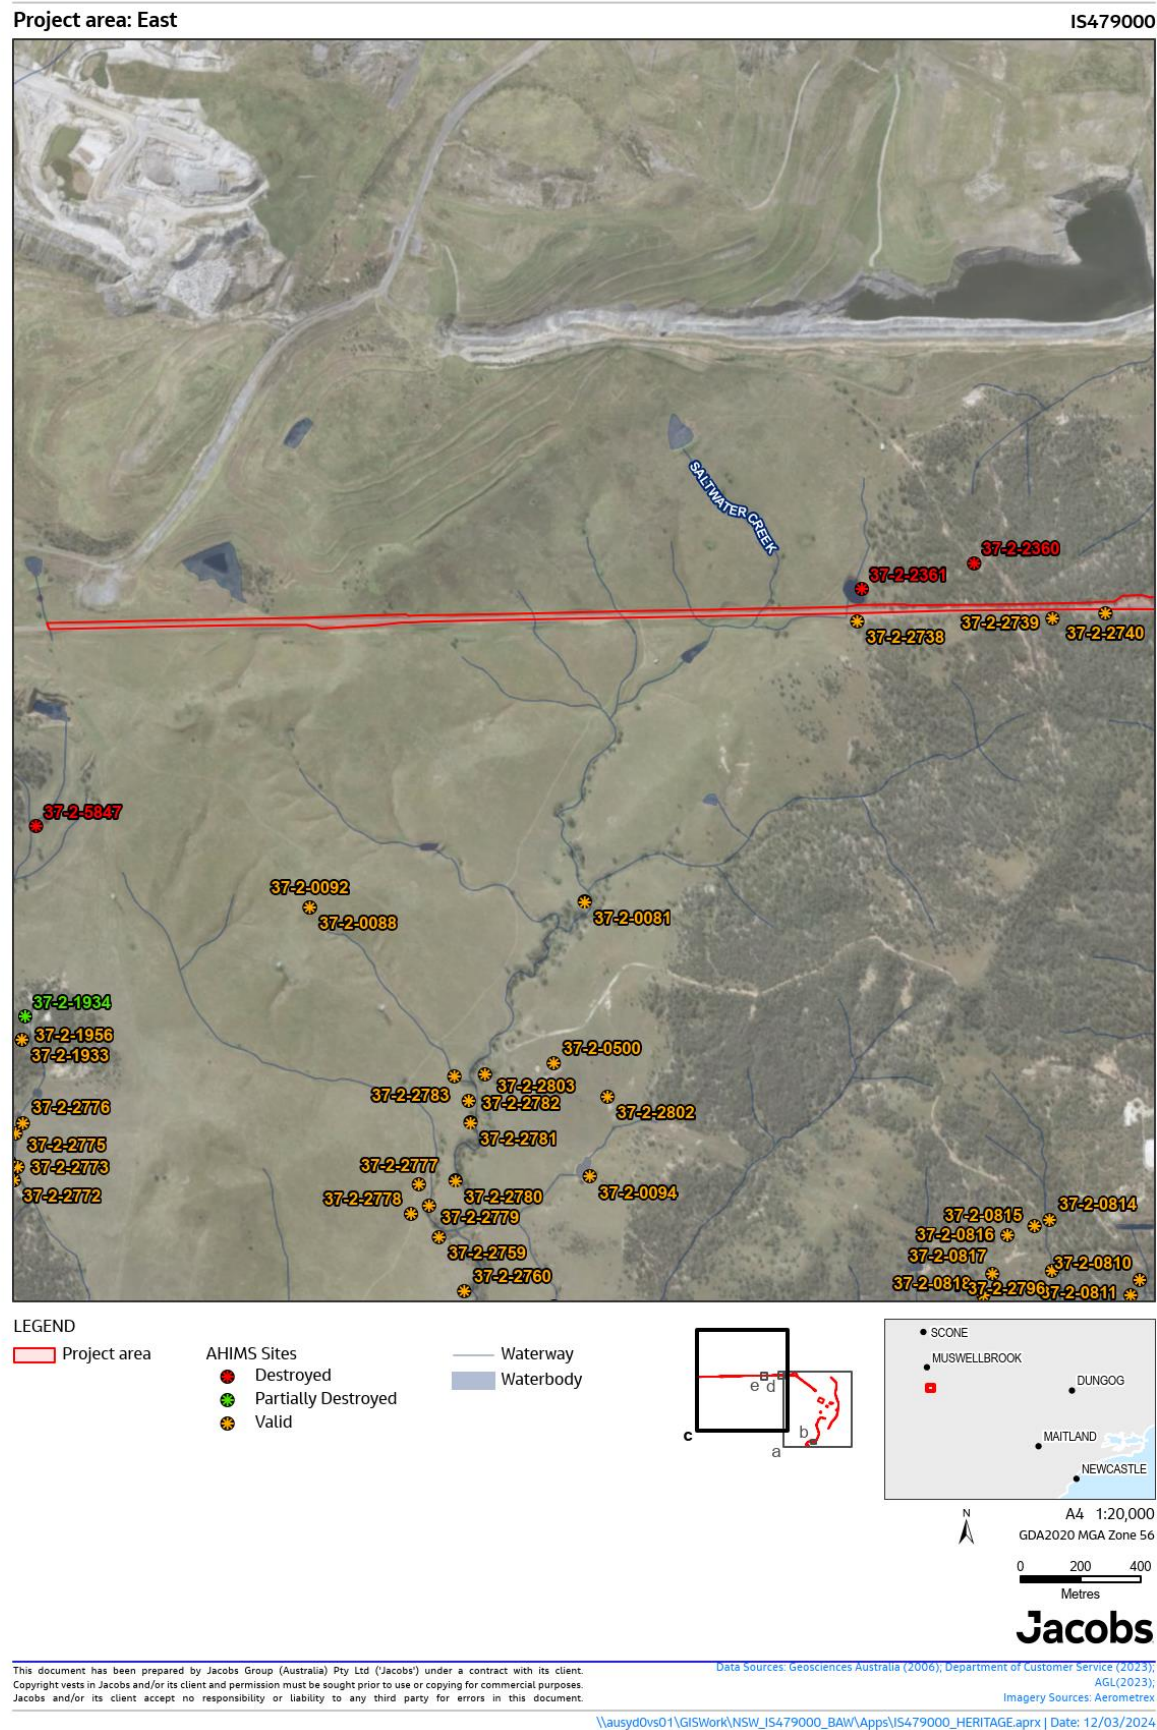 Project area: East
IS479000
SALTWATER CREEK
37-2-2360
37-2-2361
37-2-2738
37-2-2739
37-2-2740
37-2-5847
37-2-0092
37-2-0088
37-2-0081
37-2-1934
37-2-1956
37-2-1933
37-2-0500
37-2-2783
37-2-2803
37-2-2782
37-2-2776
37-2-2802
37-2-2781
37-2-2775
37-2-2773
37-2-2772
37-2-2777
37-2-2778
37-2-2780
37-2-0094
37-2-2779
37-2-0814
37-2-0815
37-2-0816
37-2-2759
37-2-0817
37-2-0810
37-2-2760
37-2-0818
37-2-2796
37-2-0811
LEGEND
Project area
AHIMS Sites
Destroyed
Partially Destroyed
Valid
Waterway
Waterbody
e d
b
c
a
SCONE
MUSWELLBROOK
DUNGOG
MAITLAND
NEWCASTLE
N
A4 1:20,000
GDA2020 MGA Zone 56
0 200 400
Metres
Jacobs
This document has been prepared by Jacobs Group (Australia) Pty Ltd ('Jacobs') under a contract with its client.
Copyright vests in Jacobs and/or its client and permission must be sought prior to use or copying for commercial purposes.
Jacobs and/or its client accept no responsibility or liability to any third party for errors in this document.
Data Sources: Geosciences Australia (2006); Department of Customer Service (2023);
AGL(2023);
Imagery Sources: Aerometrex
\\ausyd0vs01\GISWork\NSW_IS479000_BAW\Apps\IS479000_HERITAGE.aprx | Date: 12/03/2024